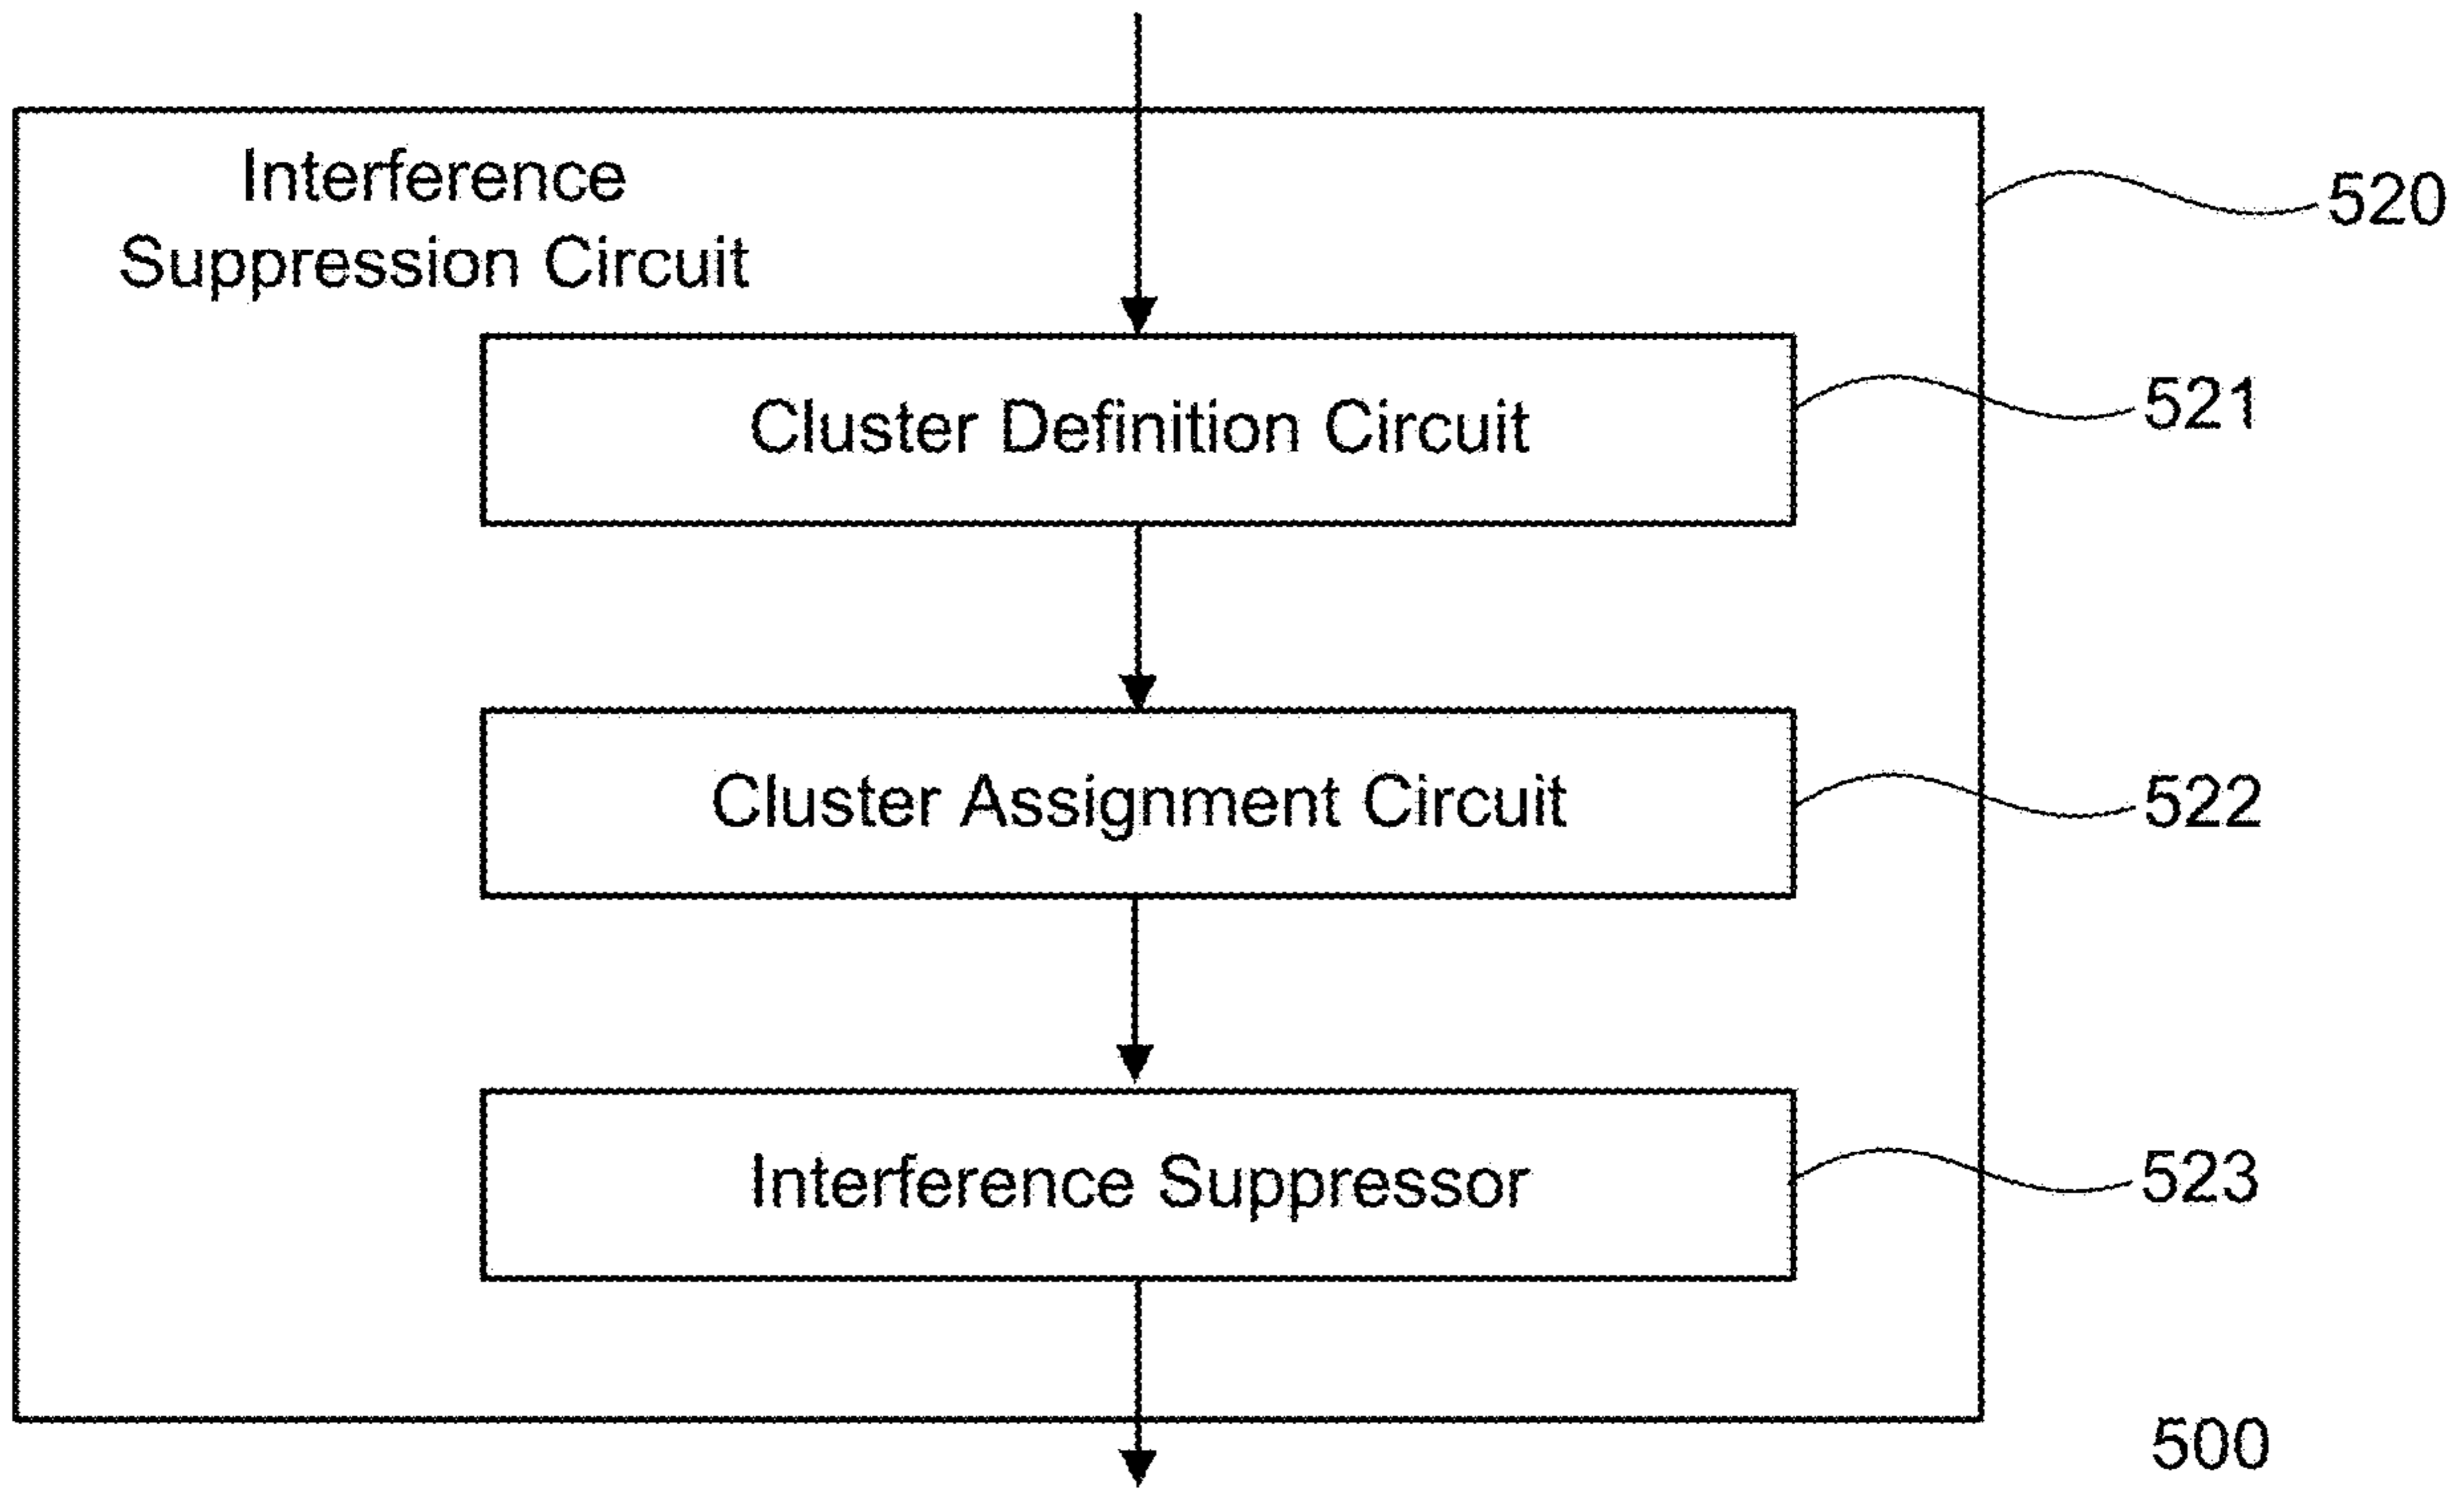 Interference
Suppression Circuit
520
Cluster Definition Circuit
521
Cluster Assignment Circuit
522
Interference Suppressor
523
500